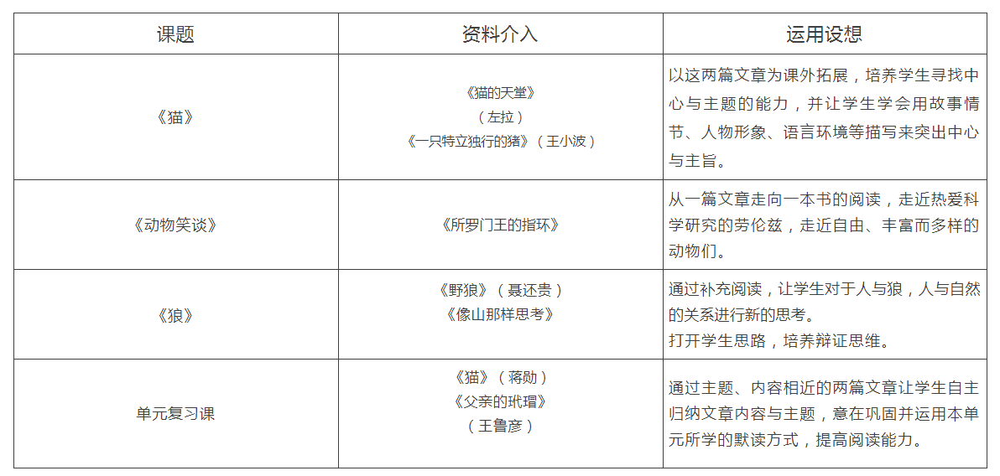 课题
资料介入
运用设想
《猫》
《猫的天堂》
（左拉）
《一只特立独行的猪》（王小波）
以这两篇文章为课外拓展，培养学生寻找中
心与主题的能力，并让学生学会用故事情
节、人物形象、语言环境等描写来突出中心
与主旨。
《动物笑谈》
《所罗门王的指环》
从一篇文章走向一本书的阅读，走近热爱科
学研究的劳伦兹，走近自由、丰富而多样的
动物们。
《狼》
《野狼》（聂还贵）
《像山那样思考》
通过补充阅读，让学生对于人与狼，人与自然
的关系进行新的思考。
打开学生思路，培养辩证思维。
单元复习课
《猫》（蒋勋）
《父亲的玳瑁》
（王鲁彦）
通过主题、内容相近的两篇文章让学生自主
归纳文章内容与主题，意在巩固并运用本单
元所学的默读方式，提高阅读能力。